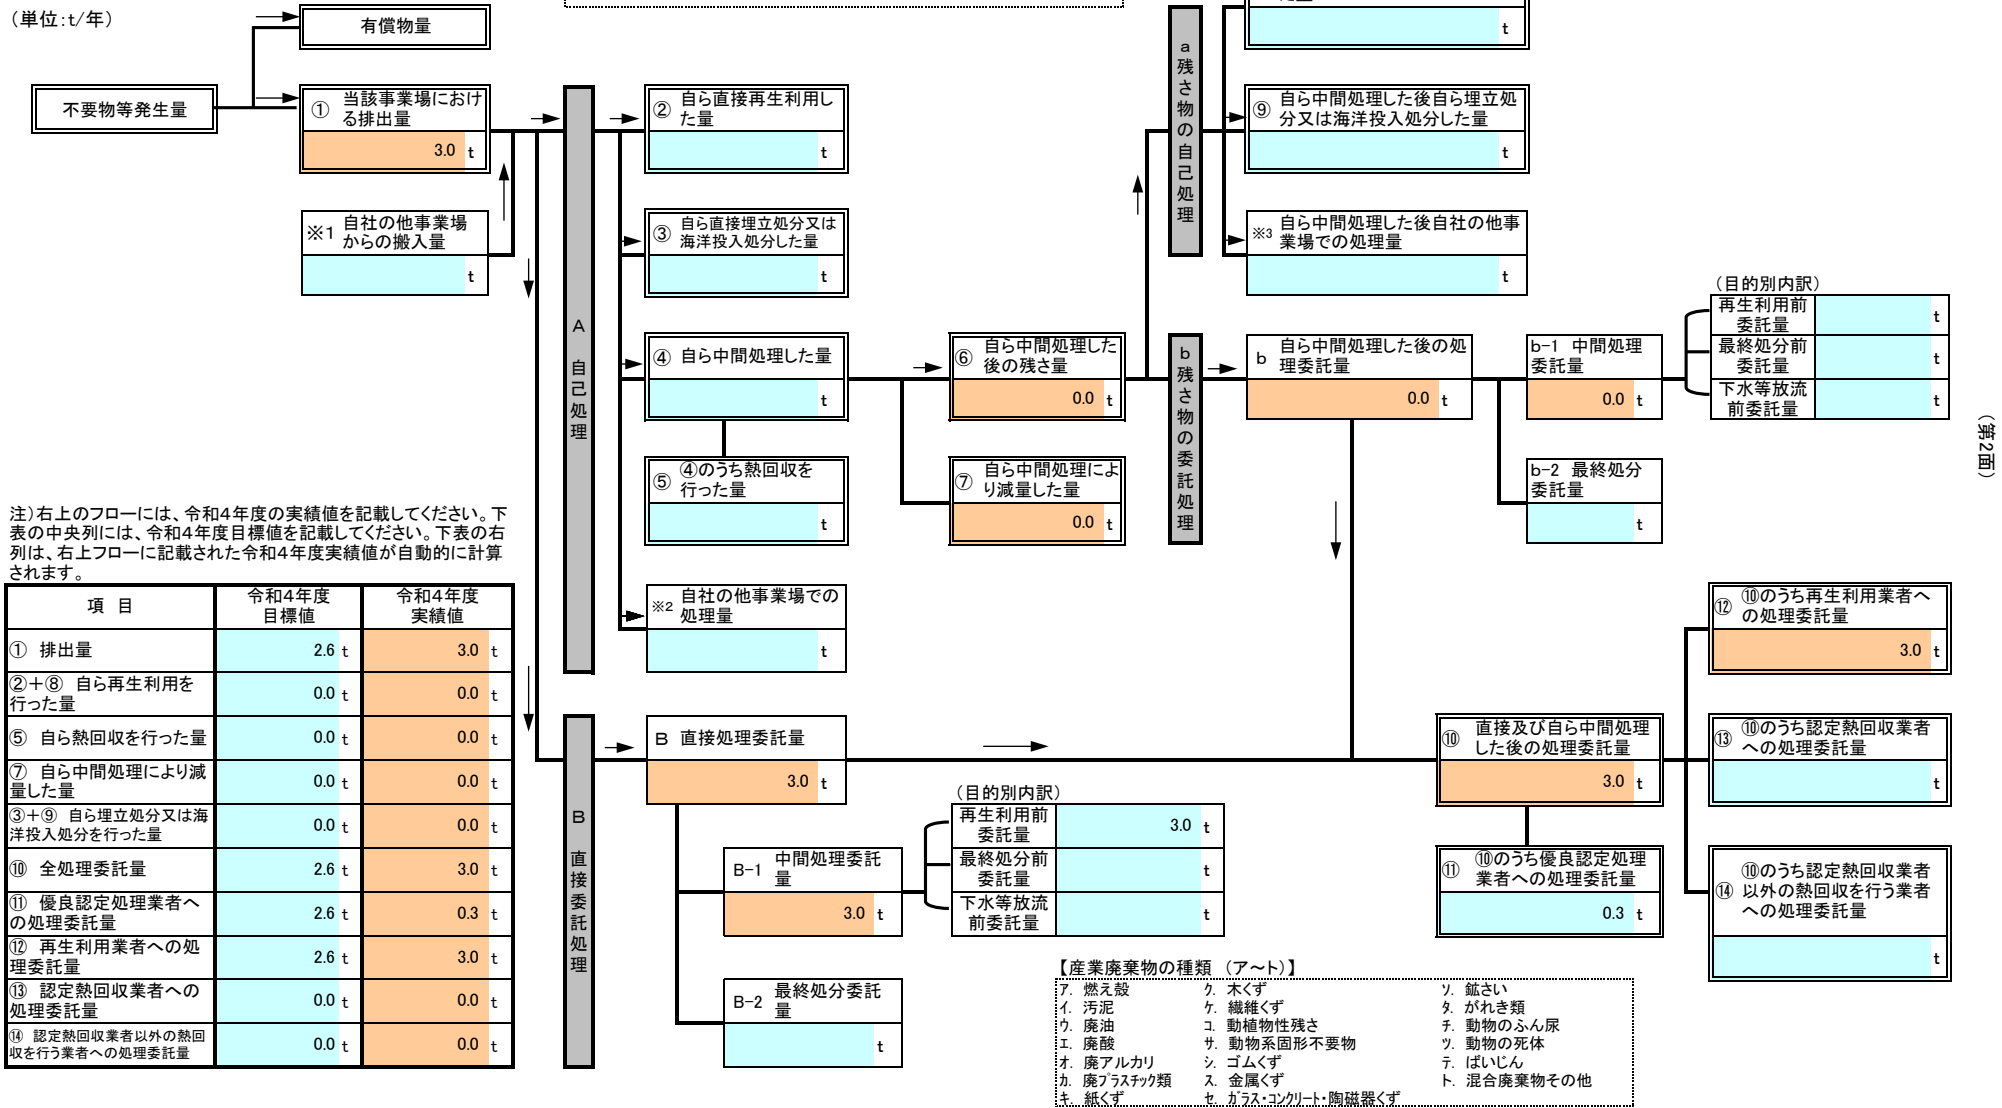 （単位：t/年）
有償物量
不要物等発生量
① 当該事業場におけ
る排出量
3.0 t
※1 自社の他事業場
からの搬入量
t
A 自己処理
② 自ら直接再生利用し
た量
t
③ 自ら直接埋立処分又は
海洋投入処分した量
t
④ 自ら中間処理した量
t
⑤ ④のうち熱回収を
行った量
t
※2 自社の他事業場での
処理量
t
⑥ 自ら中間処理した
後の残さ量
0.0 t
⑦ 自ら中間処理によ
り減量した量
0.0 t
a 残さ物の自己処理
t
⑨ 自ら中間処理した後自ら埋立処
分又は海洋投入処分した量
t
※3 自ら中間処理した後自社の他事
業場での処理量
t
b 残さ物の委託処理
b 自ら中間処理した後の処
理委託量
0.0 t
b-1 中間処理
委託量
0.0 t
b-2 最終処分
委託量
t
（目的別内訳）
再生利用前
委託量 t
最終処分前
委託量 t
下水等放流
前委託量 t
（第2面）
注）右上のフローには、令和４年度の実績値を記載してください。下
表の中央列には、令和４年度目標値を記載してください。下表の右
列は、右上フローに記載された令和４年度実績値が自動的に計算
されます。
項 目 令和４年度
目標値 令和４年度
実績値
① 排出量 2.6 t 3.0 t
②＋⑧ 自ら再生利用を
行った量 0.0 t 0.0 t
⑤ 自ら熱回収を行った量 0.0 t 0.0 t
⑦ 自ら中間処理により減
量した量 0.0 t 0.0 t
③＋⑨ 自ら埋立処分又は海
洋投入処分を行った量 0.0 t 0.0 t
⑩ 全処理委託量 2.6 t 3.0 t
⑪ 優良認定処理業者へ
の処理委託量 2.6 t 0.3 t
⑫ 再生利用業者への処
理委託量 2.6 t 3.0 t
⑬ 認定熱回収業者への
処理委託量 0.0 t 0.0 t
⑭ 認定熱回収業者以外の熱回
収を行う業者への処理委託量 0.0 t 0.0 t
B 直接委託処理
B 直接処理委託量
3.0 t
B-1 中間処理委託
量
3.0 t
B-2 最終処分委託
量
t
（目的別内訳）
再生利用前
委託量 3.0 t
最終処分前
委託量 t
下水等放流
前委託量 t
⑩ 直接及び自ら中間処理
した後の処理委託量
3.0 t
⑪ ⑩のうち優良認定処理
業者への処理委託量
0.3 t
⑫ ⑩のうち再生利用業者へ
の処理委託量
3.0 t
⑬ ⑩のうち認定熱回収業者
への処理委託量
t
⑭ ⑩のうち認定熱回収業者
以外の熱回収を行う業者
への処理委託量
t
【産業廃棄物の種類 （ア～ト）】
ア. 燃え殻 ク. 木くず ソ. 鉱さい
イ. 汚泥 ケ. 繊維くず タ. がれき類
ウ. 廃油 コ. 動植物性残さ チ. 動物のふん尿
エ. 廃酸 サ. 動物系固形不要物 ツ. 動物の死体
オ. 廃アルカリ シ. ゴムくず テ. ばいじん
カ. 廃プラスチック類 ス. 金属くず ト. 混合廃棄物その他
キ. 紙くず セ. ガラス・コンクリート・陶磁器くず